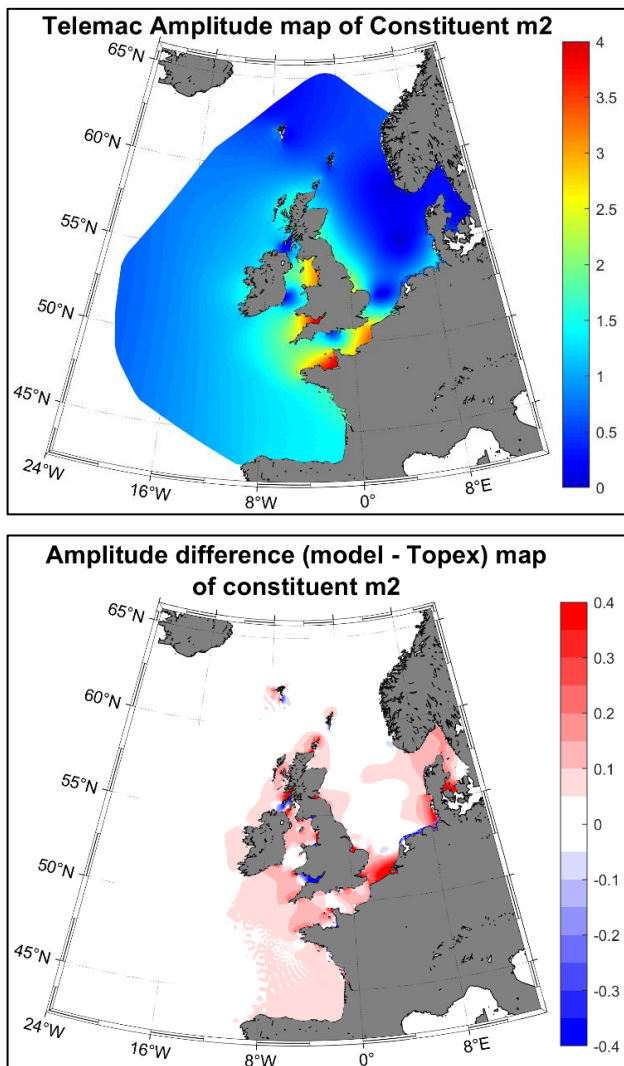 Telemac Amplitude map of Constituent m2
65°N
60°N
55°N
50°N
45°N
24°W
16°W
8°W
0°
8°E
4
3.5
3
2.5
2
1.5
1
0.5
0
Amplitude difference (model - Topex) map
of constituent m2
65°N
60°N
55°N
50°N
45°N
24°W
16°W
8°W
0°
8°E
0.4
0.3
0.2
0.1
0
-0.1
-0.2
-0.3
-0.4